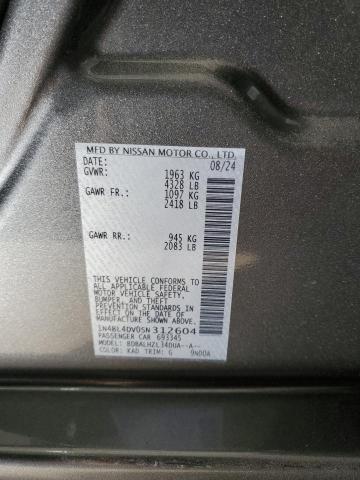 MFD BY NISSAN MOTOR CO., LTD.
DATE: 08/24
GVWR: 1963 KG
4328 LB
GAWR FR.: 1097 KG
2418 LB
GAWR RR.: 945 KG
2083 LB
THIS VEHICLE CONFORMS TO
ALL APPLICABLE FEDERAL
MOTOR VEHICLE SAFETY,
BUMPER, AND THEFT
PREVENTION STANDARDS IN
EFFECT ON THE DATE OF
MANUFACTURE SHOWN ABOVE.
1N4BL4DV0SN312604
PASSENGER CAR 693345
MODEL: BDBALHZL34DUA--A--
COLOR: KAD TRIM: G 9N00A